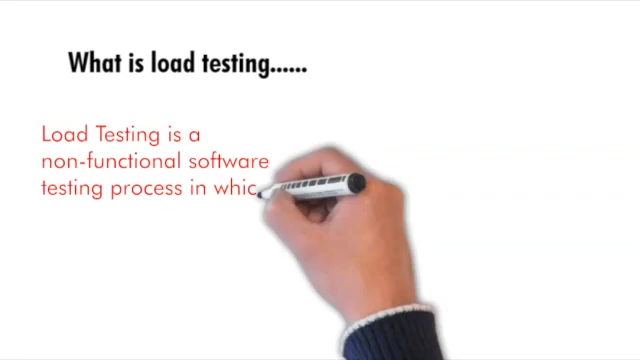 What is load testing......
Load Testing is a
non-functional software
testing process in whic